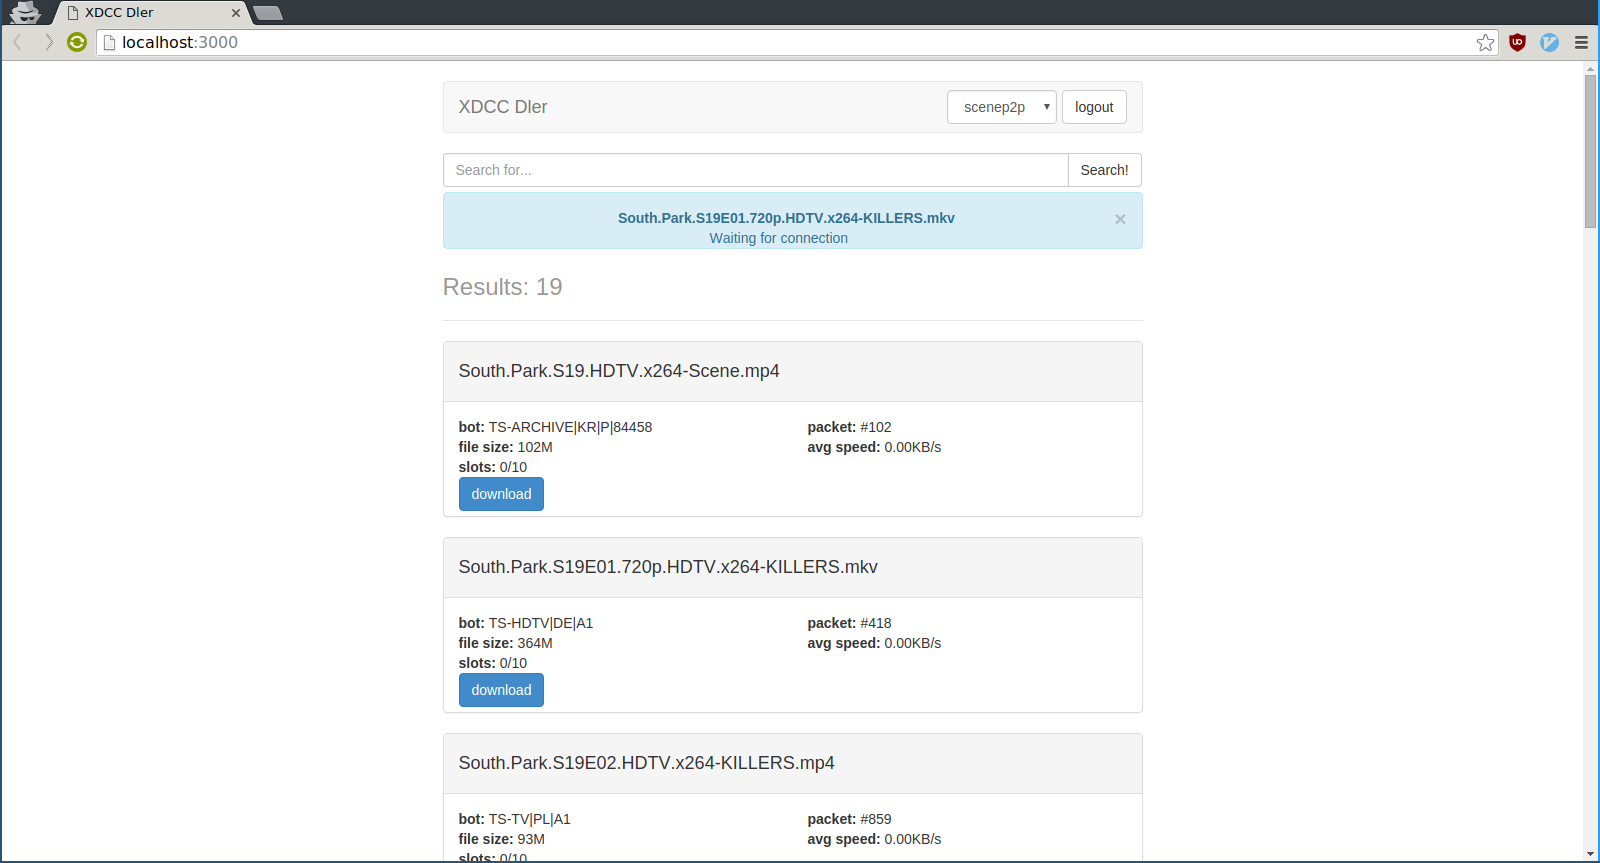 XDCC Dler
localhost:3000
XDCC Dler
scenep2p
logout
Search for...
Search!
South.Park.S19E01.720p.HDTV.x264-KILLERS.mkv
×
Waiting for connection
Results: 19
South.Park.S19.HDTV.x264-Scene.mp4
bot: TS-ARCHIVE|KR|P|84458
packet: #102
file size: 102M
avg speed: 0.00KB/s
slots: 0/10
download
South.Park.S19E01.720p.HDTV.x264-KILLERS.mkv
bot: TS-HDTV|DE|A1
packet: #418
file size: 364M
avg speed: 0.00KB/s
slots: 0/10
download
South.Park.S19E02.HDTV.x264-KILLERS.mp4
bot: TS-TV|PL|A1
packet: #859
file size: 93M
avg speed: 0.00KB/s
slots: 0/10